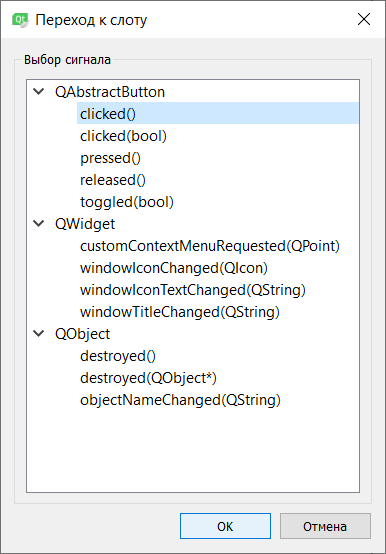 Qt
Переход к слоту
Выбор сигнала
QAbstractButton
clicked()
clicked(bool)
pressed()
released()
toggled(bool)
QWidget
customContextMenuRequested(QPoint)
windowIconChanged(QIcon)
windowIconTextChanged(QString)
windowTitleChanged(QString)
QObject
destroyed()
destroyed(QObject*)
objectNameChanged(QString)
OK
Отмена